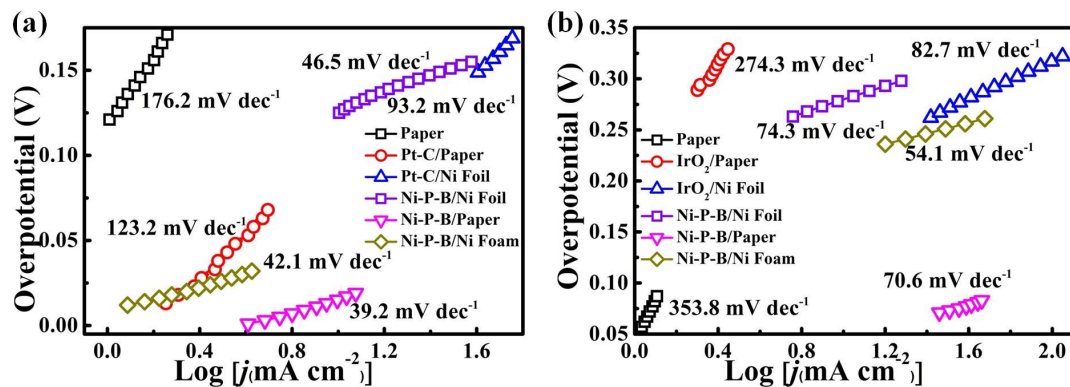 (a)
Overpotential (V)
0.15
0.10
0.05
0.00
176.2 mV dec⁻¹
46.5 mV dec⁻¹
93.2 mV dec⁻¹
Paper
Pt-C/Paper
Pt-C/Ni Foil
Ni-P-B/Ni Foil
Ni-P-B/Paper
Ni-P-B/Ni Foam
123.2 mV dec⁻¹
42.1 mV dec⁻¹
39.2 mV dec⁻¹
0.0 0.4 0.8 1.2 1.6
Log [j(mA cm⁻²)]
(b)
Overpotential (V)
0.35
0.30
0.25
0.20
0.15
0.10
0.05
274.3 mV dec⁻¹
82.7 mV dec⁻¹
74.3 mV dec⁻¹
54.1 mV dec⁻¹
Paper
IrO₂/Paper
IrO₂/Ni Foil
Ni-P-B/Ni Foil
Ni-P-B/Paper
Ni-P-B/Ni Foam
70.6 mV dec⁻¹
353.8 mV dec⁻¹
0.0 0.4 0.8 1.2 1.6 2.0
Log [j(mA cm⁻²)]